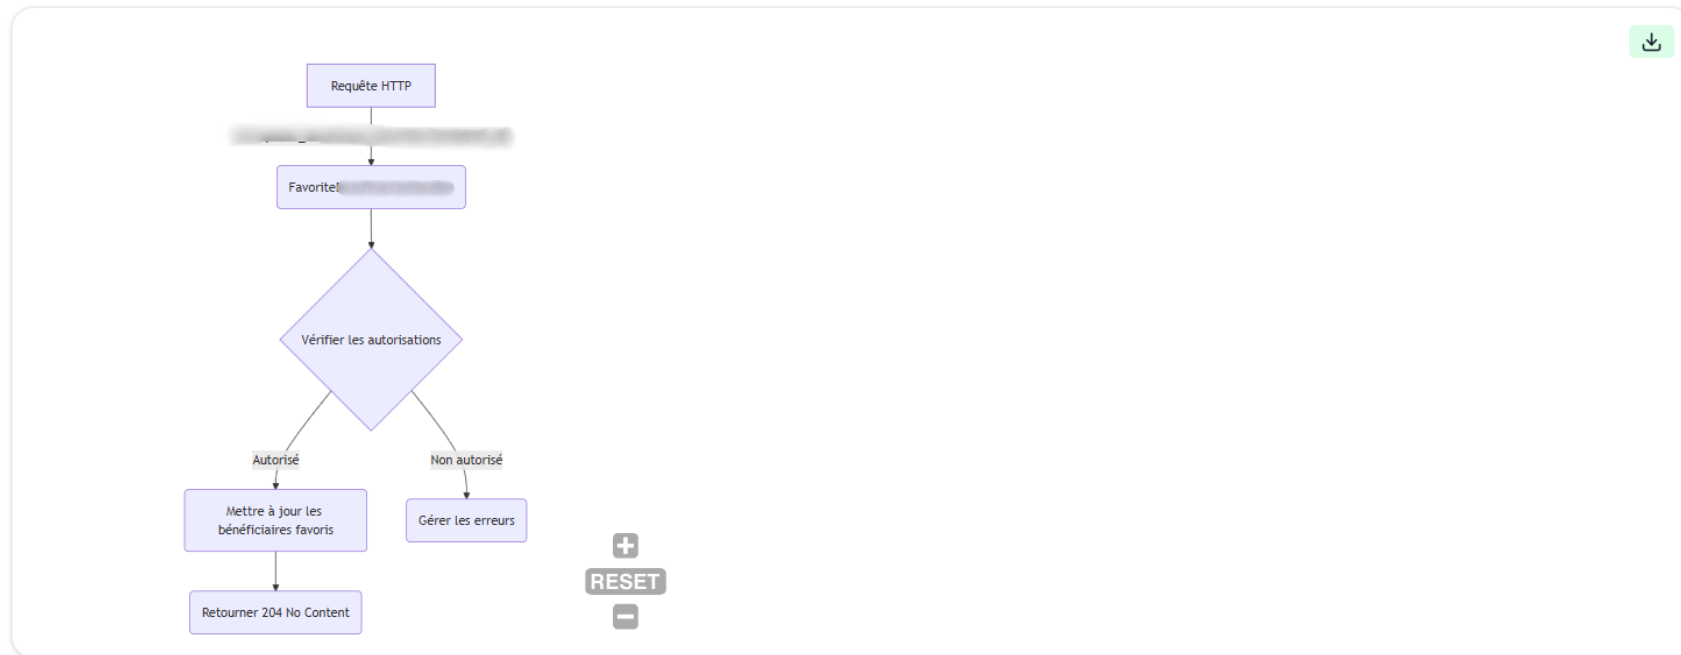 Requête HTTP
Vérifier les autorisations
Autorisé
Non autorisé
Mettre à jour les
bénéficiaires favoris
Gérer les erreurs
RESET
Retourner 204 No Content